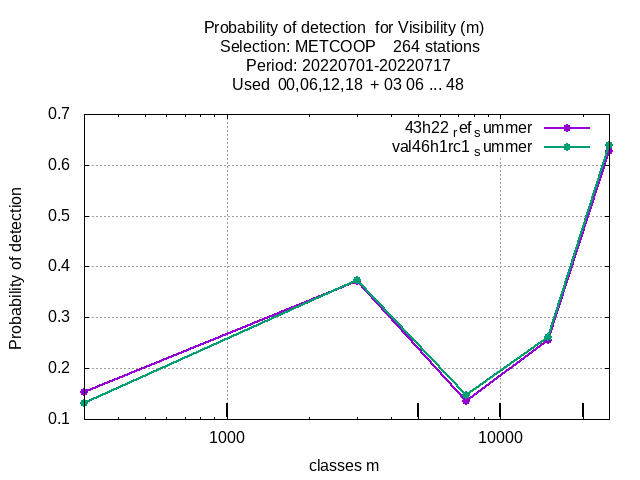 Probability of detection  for Visibility (m)
Selection: METCOOP    264 stations
Period: 20220701-20220717
Used  00,06,12,18  + 03 06 ... 48
0.7
0.6
0.5
0.4
0.3
0.2
0.1
Probability of detection
43h22 ref summer
val46h1rc1 summer
1000
10000
classes m